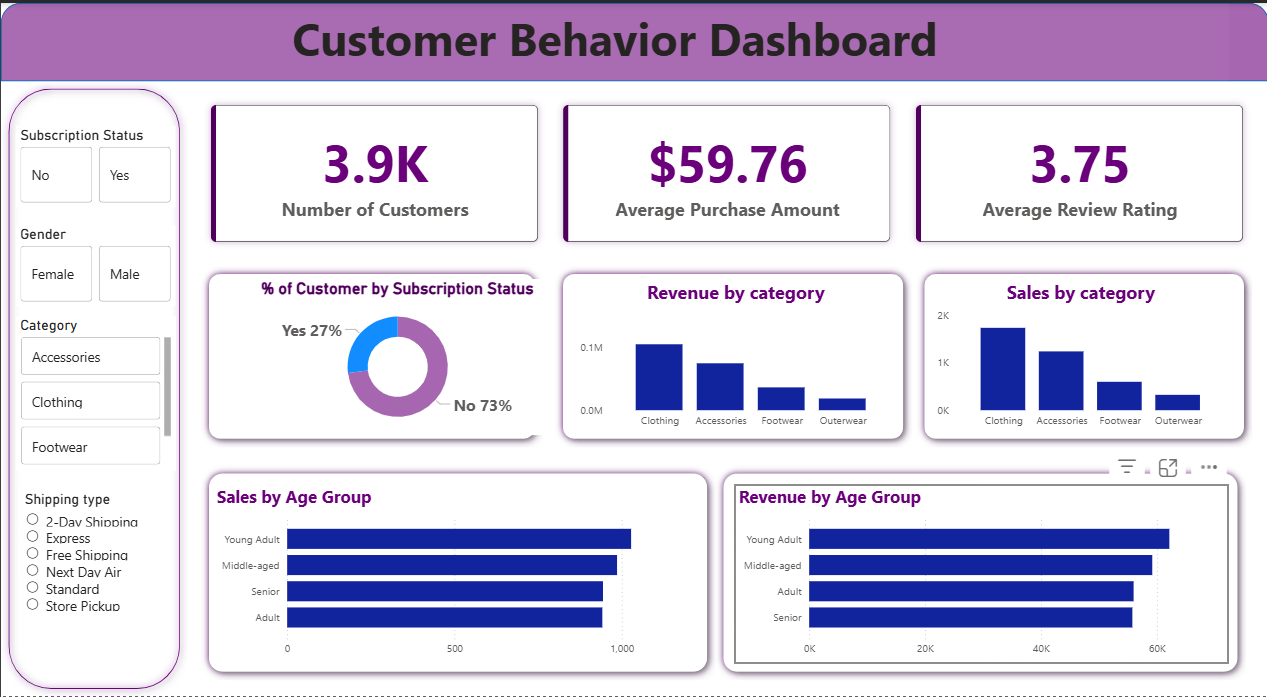 Customer Behavior Dashboard
Subscription Status
No
Yes
Gender
Female
Male
Category
Accessories
Clothing
Footwear
Shipping type
2-Day Shipping
Express
Free Shipping
Next Day Air
Standard
Store Pickup
3.9K
Number of Customers
$59.76
Average Purchase Amount
3.75
Average Review Rating
% of Customer by Subscription Status
Yes 27%
No 73%
Revenue by category
0.1M
0.0M
Clothing Accessories Footwear Outerwear
Sales by category
2K
1K
0K
Clothing Accessories Footwear Outerwear
Sales by Age Group
Young Adult
Middle-aged
Senior
Adult
0 500 1,000
Revenue by Age Group
Young Adult
Middle-aged
Adult
Senior
0K 20K 40K 60K